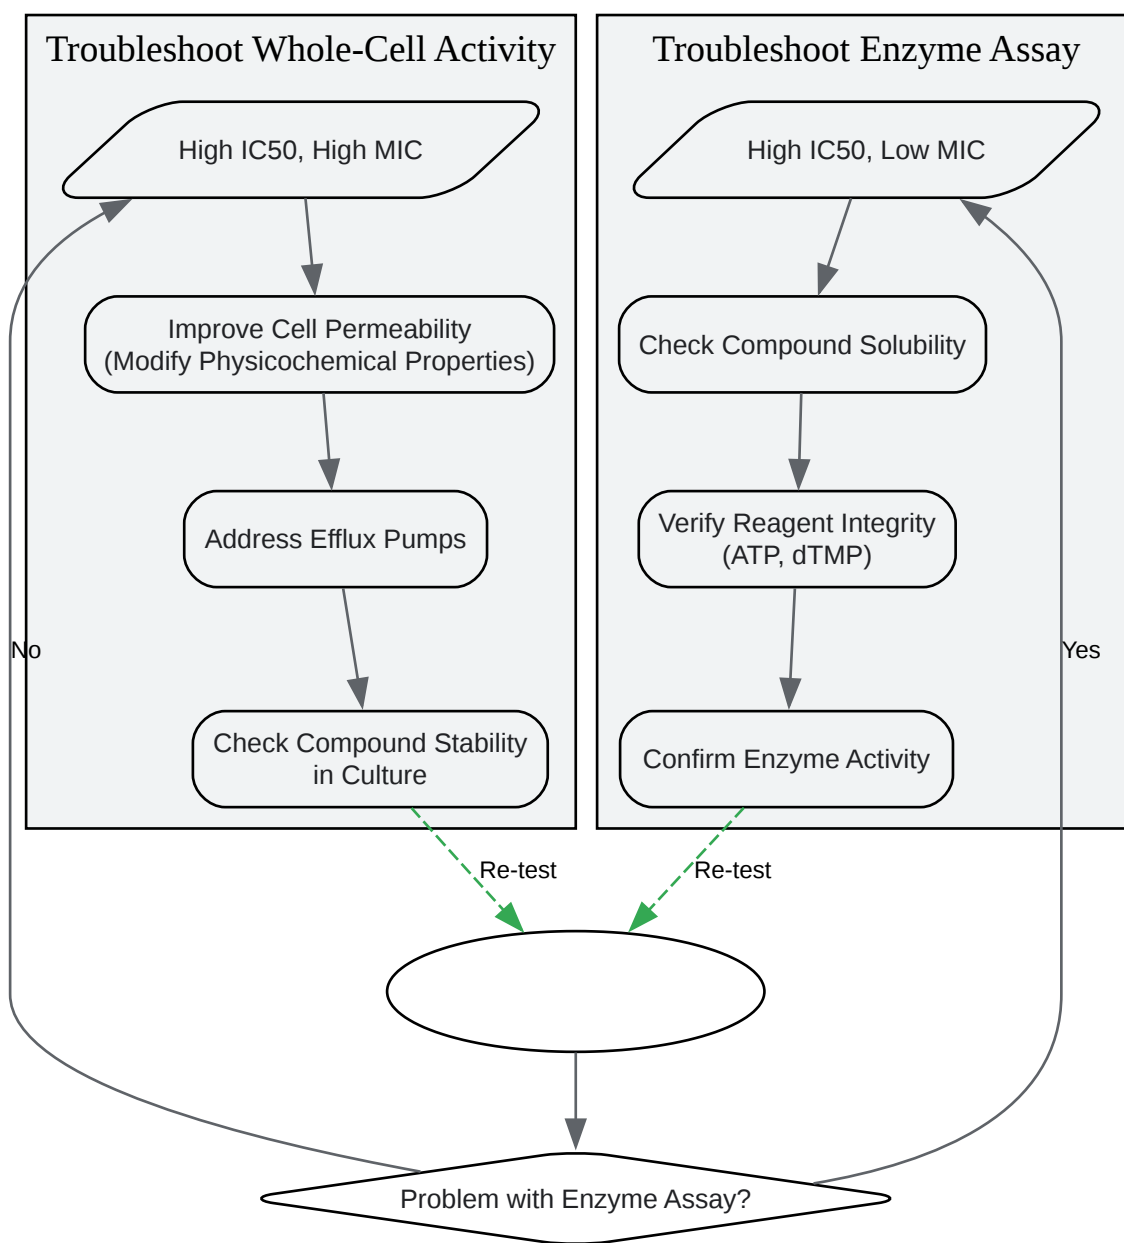 Troubleshoot Whole-Cell Activity
High IC50, High MIC
Improve Cell Permeability
(Modify Physicochemical Properties)
Address Efflux Pumps
No
Check Compound Stability
in Culture
Re-test
Troubleshoot Enzyme Assay
High IC50, Low MIC
Check Compound Solubility
Verify Reagent Integrity
(ATP, dTMP)
Yes
Confirm Enzyme Activity
Re-test
Problem with Enzyme Assay?